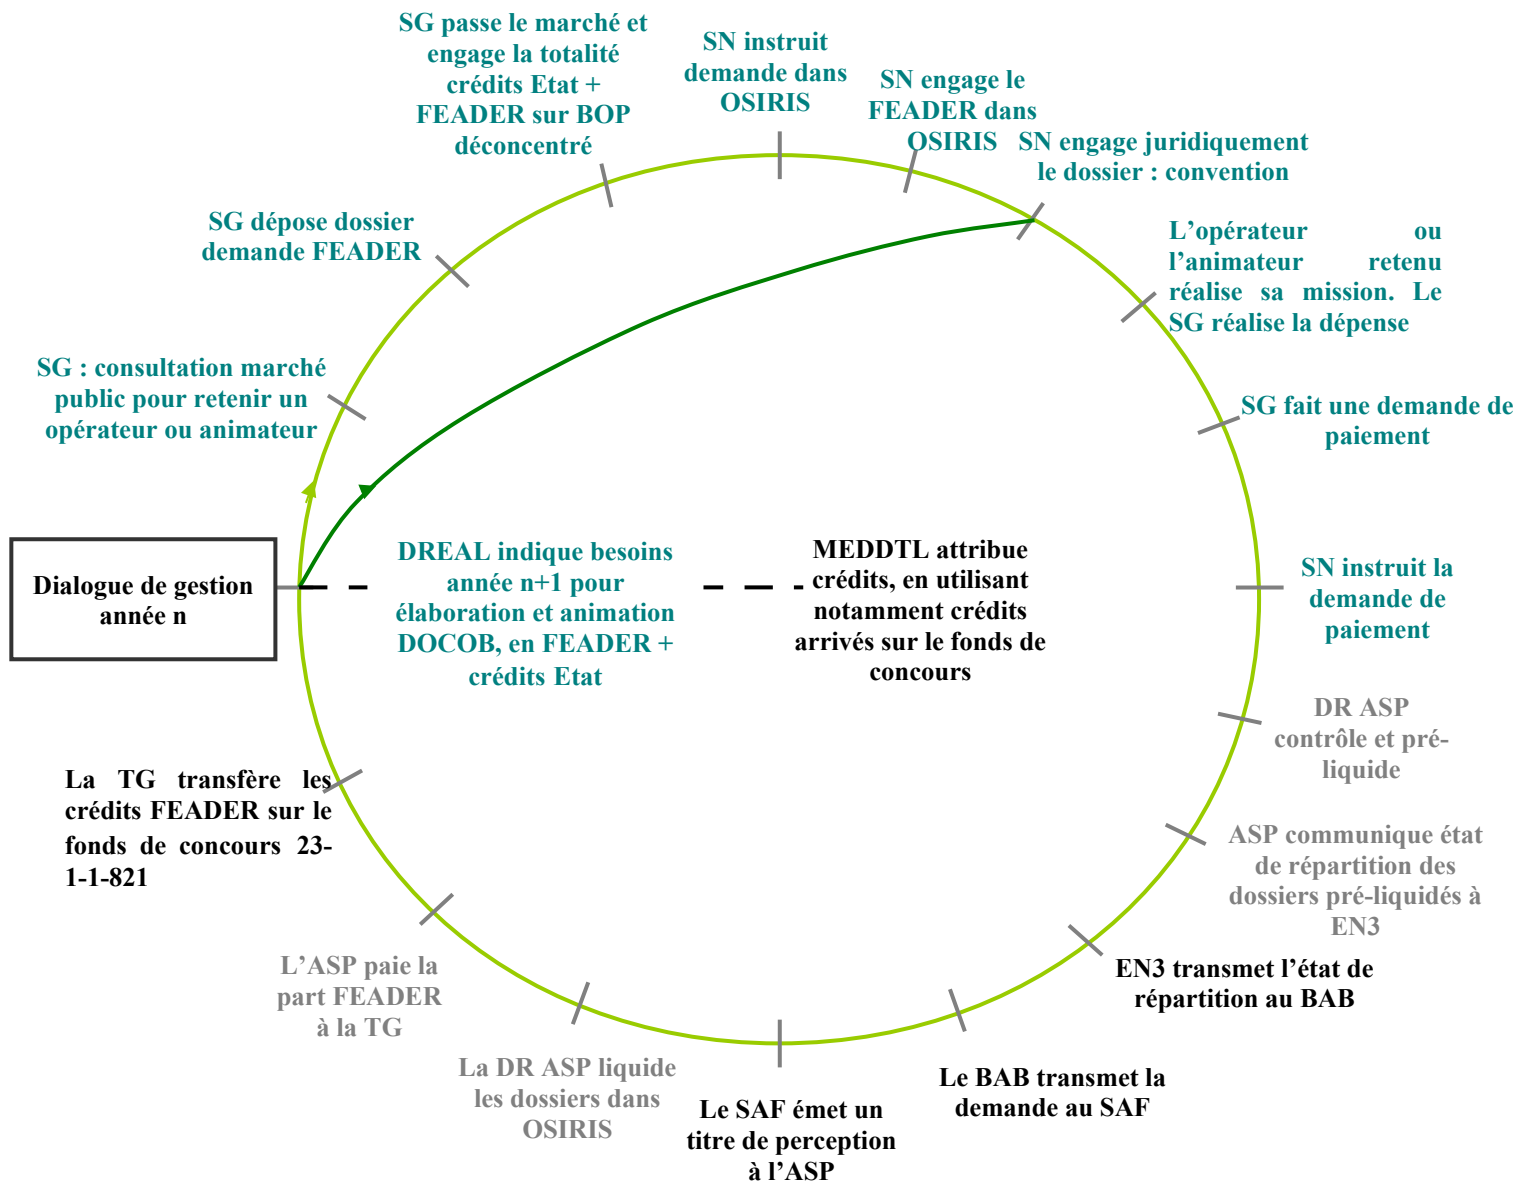 SG passe le marché et
engage la totalité
crédits Etat +
FEADER sur BOP
déconcentré
SN instruit
demande dans
OSIRIS
SN engage le
FEADER dans
OSIRIS
SN engage juridiquement
le dossier : convention
L’opérateur ou
l’animateur retenu
réalise sa mission. Le
SG réalise la dépense
SG fait une demande de
paiement
SN instruit la
demande de
paiement
DR ASP
contrôle et pré-
liquide
ASP communique état
de répartition des
dossiers pré-liquidés à
EN3
EN3 transmet l’état de
répartition au BAB
Le BAB transmet la
demande au SAF
Le SAF émet un
titre de perception
à l’ASP
La DR ASP liquide
les dossiers dans
OSIRIS
L’ASP paie la
part FEADER
à la TG
La TG transfère les
crédits FEADER sur le
fonds de concours 23-
1-1-821
Dialogue de gestion
année n
SG : consultation marché
public pour retenir un
opérateur ou animateur
SG dépose dossier
demande FEADER
DREAL indique besoins
année n+1 pour
élaboration et animation
DOCOB, en FEADER +
crédits Etat
MEDDTL attribue
crédits, en utilisant
notamment crédits
arrivés sur le fonds de
concours